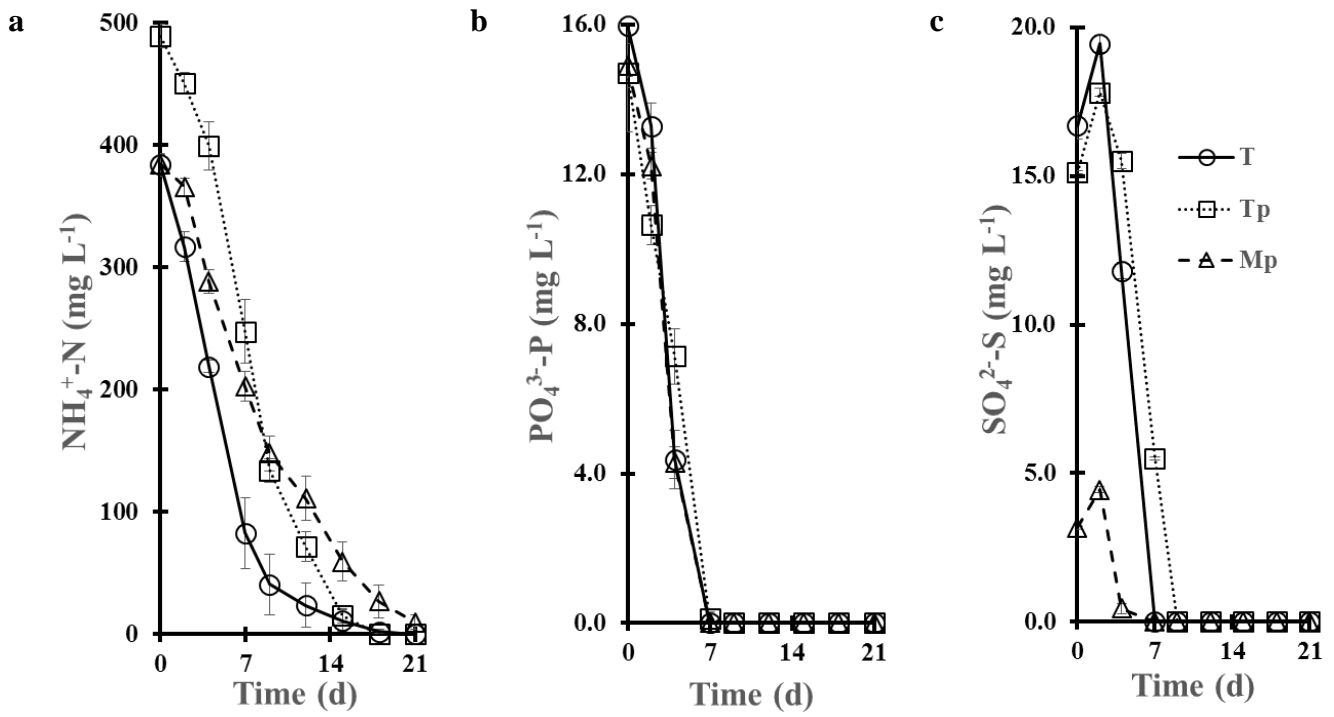 a
500
400
300
200
100
0
NH₄⁺-N (mg L⁻¹)
0 7 14 21
Time (d)
b
16.0
12.0
8.0
4.0
0.0
PO₄³⁻-P (mg L⁻¹)
0 7 14 21
Time (d)
c
20.0
15.0
10.0
5.0
0.0
SO₄²⁻-S (mg L⁻¹)
0 7 14 21
Time (d)
T
Tp
Mp